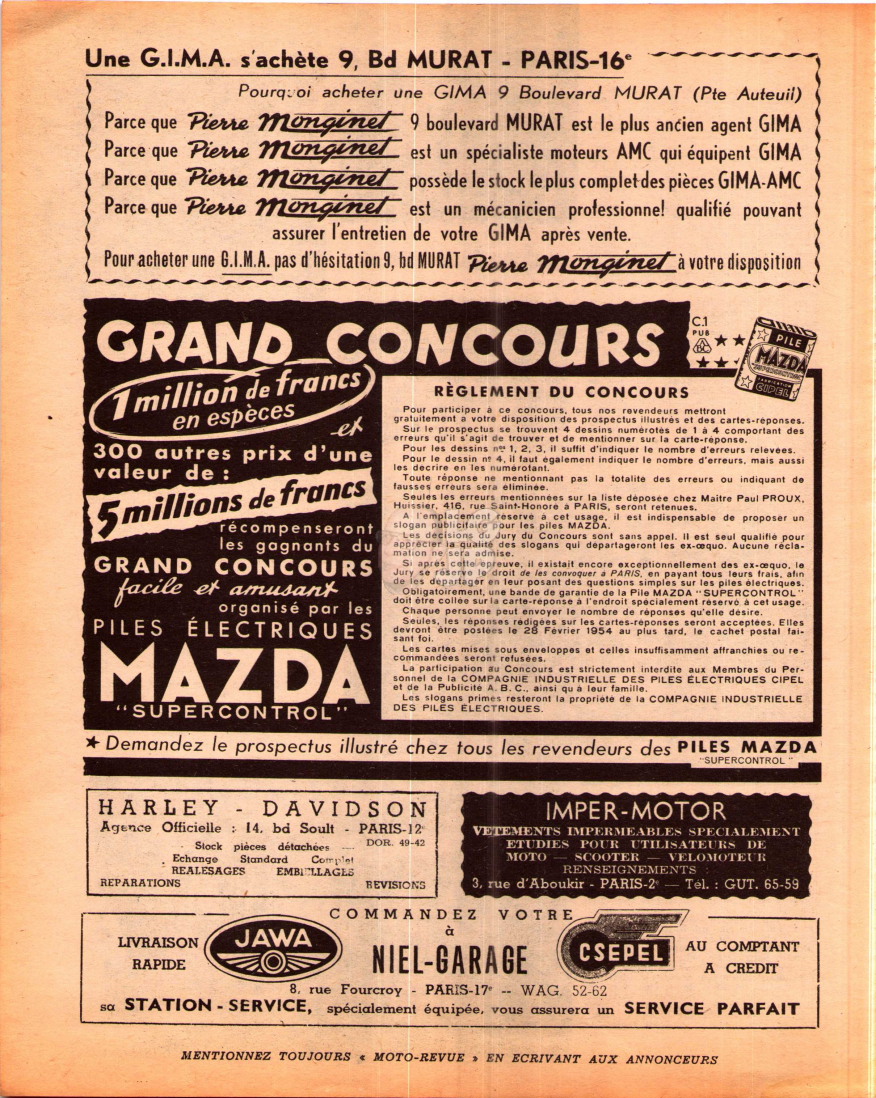 Une G.I.M.A. s'achète 9, Bd MURAT - PARIS-16e
Pourquoi acheter une GIMA 9 Boulevard MURAT (Pte Auteuil)
Parce que Pierre Monginet 9 boulevard MURAT est le plus ancien agent GIMA
Parce que Pierre Monginet est un spécialiste moteurs AMC qui équipent GIMA
Parce que Pierre Monginet possède le stock le plus complet des pièces GIMA-AMC
Parce que Pierre Monginet est un mécanicien professionnel qualifié pouvant
assurer l'entretien de votre GIMA après vente.
Pour acheter une G.I.M.A. pas d'hésitation 9, bd MURAT Pierre Monginet à votre disposition
GRAND CONCOURS
C.1
PUB
PILE
MAZDA
FABRICATION
CIPEL
1 million de francs
en espèces
et
300 autres prix d'une
valeur de :
5 millions de francs
récompenseront
les gagnants du
GRAND CONCOURS
facile et amusant
organisé par les
PILES ÉLECTRIQUES
MAZDA
"SUPERCONTROL"
RÈGLEMENT DU CONCOURS
Pour participer à ce concours, tous nos revendeurs mettront
gratuitement à votre disposition des prospectus illustrés et des cartes-réponses.
Sur le prospectus se trouvent 4 dessins numérotés de 1 à 4 comportant des
erreurs qu'il s'agit de trouver et de mentionner sur la carte-réponse.
Pour les dessins nos 1, 2, 3, il suffit d'indiquer le nombre d'erreurs relevées.
Pour le dessin no 4, il faut également indiquer le nombre d'erreurs, mais aussi
les décrire en les numérotant.
Toute réponse ne mentionnant pas la totalité des erreurs ou indiquant de
fausses erreurs sera éliminée.
Seules les erreurs mentionnées sur la liste déposée chez Maître Paul PROUX,
Huissier, 416, rue Saint-Honoré à PARIS, seront retenues.
A l'emplacement réservé à cet usage, il est indispensable de proposer un
slogan publicitaire pour les piles MAZDA.
Les décisions du Jury du Concours sont sans appel. Il est seul qualifié pour
apprécier la qualité des slogans qui départageront les ex-æquo. Aucune récla-
mation ne sera admise.
Si après cette épreuve, il existait encore exceptionnellement des ex-æquo, le
Jury se réserve le droit de les convoquer à PARIS, en payant tous leurs frais, afin
de les départager en leur posant des questions simples sur les piles électriques.
Obligatoirement, une bande de garantie de la Pile MAZDA "SUPERCONTROL"
doit être collée sur la carte-réponse à l'endroit spécialement réservé à cet usage.
Chaque personne peut envoyer le nombre de réponses qu'elle désire.
Seules, les réponses rédigées sur les cartes-réponses seront acceptées. Elles
devront être postées le 28 Février 1954 au plus tard, le cachet postal fai-
sant foi.
Les cartes mises sous enveloppes et celles insuffisamment affranchies ou re-
commandées seront refusées.
La participation au Concours est strictement interdite aux Membres du Per-
sonnel de la COMPAGNIE INDUSTRIELLE DES PILES ÉLECTRIQUES CIPEL
et de la Publicité A. B. C., ainsi qu'à leur famille.
Les slogans primés resteront la propriété de la COMPAGNIE INDUSTRIELLE
DES PILES ÉLECTRIQUES.
★ Demandez le prospectus illustré chez tous les revendeurs des PILES MAZDA
"SUPERCONTROL"
HARLEY - DAVIDSON
Agence Officielle : 14, bd Soult - PARIS-12e
Stock pièces détachées — DOR. 49-42
Echange Standard Complet
REALESAGES EMBIELLAGES
REPARATIONS REVISIONS
IMPER-MOTOR
VETEMENTS IMPERMEABLES SPECIALEMENT
ETUDIES POUR UTILISATEURS DE
MOTO — SCOOTER — VELOMOTEUR
RENSEIGNEMENTS :
3, rue d'Aboukir - PARIS-2e — Tél. : GUT. 65-59
COMMANDEZ VOTRE
à
LIVRAISON
RAPIDE
JAWA
NIEL-GARAGE
CSEPEL
AU COMPTANT
A CREDIT
8, rue Fourcroy - PARIS-17e -- WAG. 52-62
sa STATION-SERVICE, spécialement équipée, vous assurera un SERVICE PARFAIT
MENTIONNEZ TOUJOURS « MOTO-REVUE » EN ECRIVANT AUX ANNONCEURS